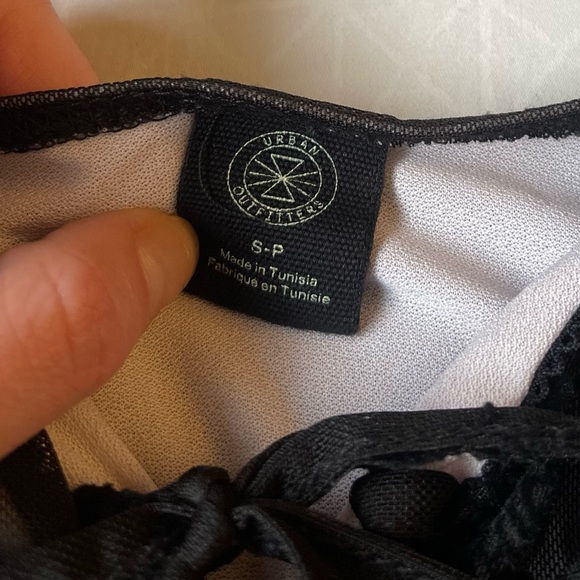 URBAN OUTFITTERS
S-P
Made in Tunisia
Fabriqué en Tunisie